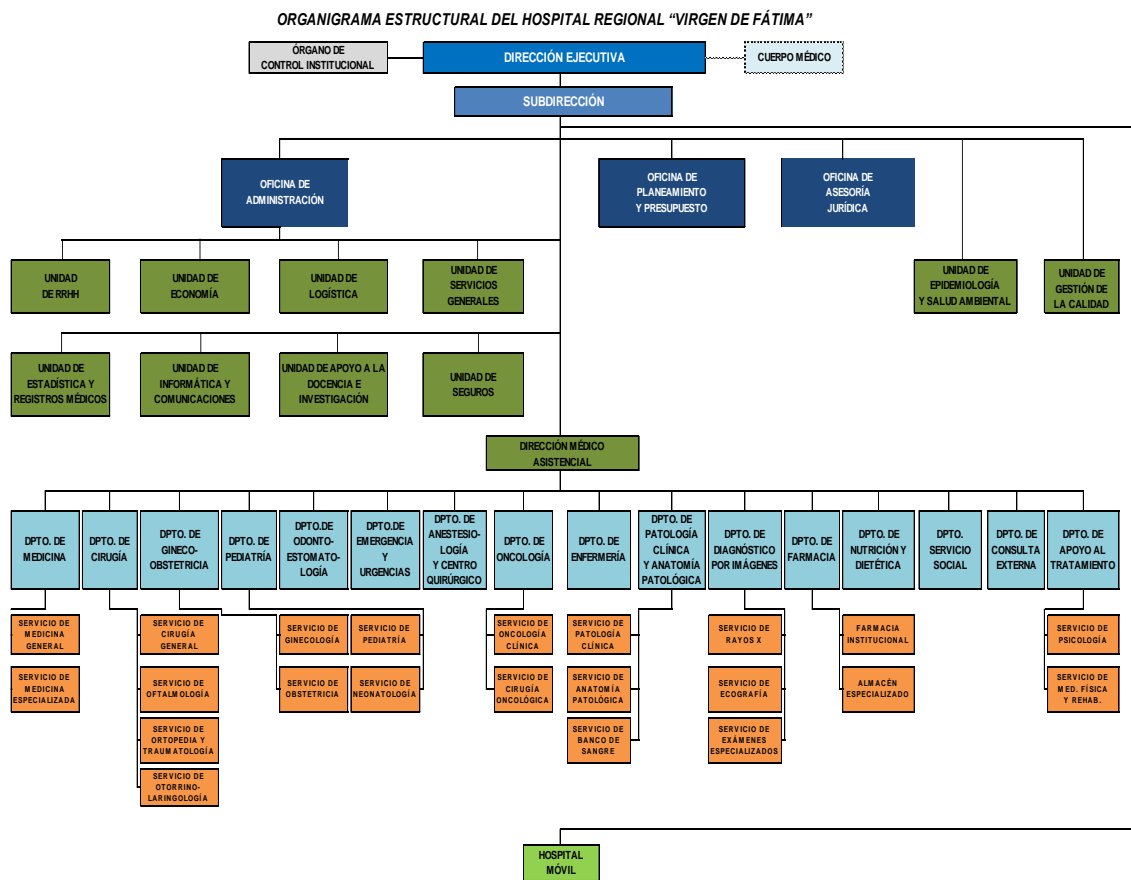 ORGANIGRAMA ESTRUCTURAL DEL HOSPITAL REGIONAL “VIRGEN DE FÁTIMA”
ÓRGANO DE
CONTROL INSTITUCIONAL
DIRECCIÓN EJECUTIVA
CUERPO MÉDICO
SUBDIRECCIÓN
OFICINA DE
ADMINISTRACIÓN
OFICINA DE
PLANEAMIENTO
Y PRESUPUESTO
OFICINA DE
ASESORÍA
JURÍDICA
UNIDAD
DE RRHH
UNIDAD DE
ECONOMÍA
UNIDAD DE
LOGÍSTICA
UNIDAD DE
SERVICIOS
GENERALES
UNIDAD DE
EPIDEMIOLOGÍA
Y SALUD AMBIENTAL
UNIDAD DE
GESTIÓN DE
LA CALIDAD
UNIDAD DE
ESTADÍSTICA Y
REGISTROS MÉDICOS
UNIDAD DE
INFORMÁTICA Y
COMUNICACIONES
UNIDAD DE APOYO A LA
DOCENCIA E
INVESTIGACIÓN
UNIDAD DE
SEGUROS
DIRECCIÓN MÉDICO
ASISTENCIAL
DPTO. DE
MEDICINA
DPTO. DE
CIRUGÍA
DPTO. DE
GINECO-
OBSTETRICIA
DPTO. DE
PEDIATRÍA
DPTO.DE
ODONTO-
ESTOMATO-
LOGÍA
DPTO.DE
EMERGENCIA
Y
URGENCIAS
DPTO. DE
ANESTESIO-
LOGÍA
Y CENTRO
QUIRÚRGICO
DPTO. DE
ONCOLOGÍA
DPTO. DE
ENFERMERÍA
DPTO. DE
PATOLOGÍA
CLÍNICA
Y ANATOMÍA
PATOLÓGICA
DPTO. DE
DIAGNÓSTICO
POR IMÁGENES
DPTO. DE
FARMACIA
DPTO. DE
NUTRICIÓN Y
DIETÉTICA
DPTO.
SERVICIO
SOCIAL
DPTO. DE
CONSULTA
EXTERNA
DPTO. DE
APOYO AL
TRATAMIENTO
SERVICIO DE
MEDICINA
GENERAL
SERVICIO DE
CIRUGÍA
GENERAL
SERVICIO DE
GINECOLOGÍA
SERVICIO DE
PEDIATRÍA
SERVICIO DE
ONCOLOGÍA
CLÍNICA
SERVICIO DE
PATOLOGÍA
CLÍNICA
SERVICIO DE
RAYOS X
FARMACIA
INSTITUCIONAL
SERVICIO DE
PSICOLOGÍA
SERVICIO DE
MEDICINA
ESPECIALIZADA
SERVICIO DE
OFTALMOLOGÍA
SERVICIO DE
OBSTETRICIA
SERVICIO DE
NEONATOLOGÍA
SERVICIO DE
CIRUGÍA
ONCOLÓGICA
SERVICIO DE
ANATOMÍA
PATOLÓGICA
SERVICIO DE
ECOGRAFÍA
ALMACÉN
ESPECIALIZADO
SERVICIO DE
MED. FÍSICA
Y REHAB.
SERVICIO DE
ORTOPEDIA Y
TRAUMATOLOGÍA
SERVICIO DE
BANCO DE
SANGRE
SERVICIO DE
EXÁMENES
ESPECIALIZADOS
SERVICIO DE
OTORRINO-
LARINGOLOGÍA
HOSPITAL
MÓVIL